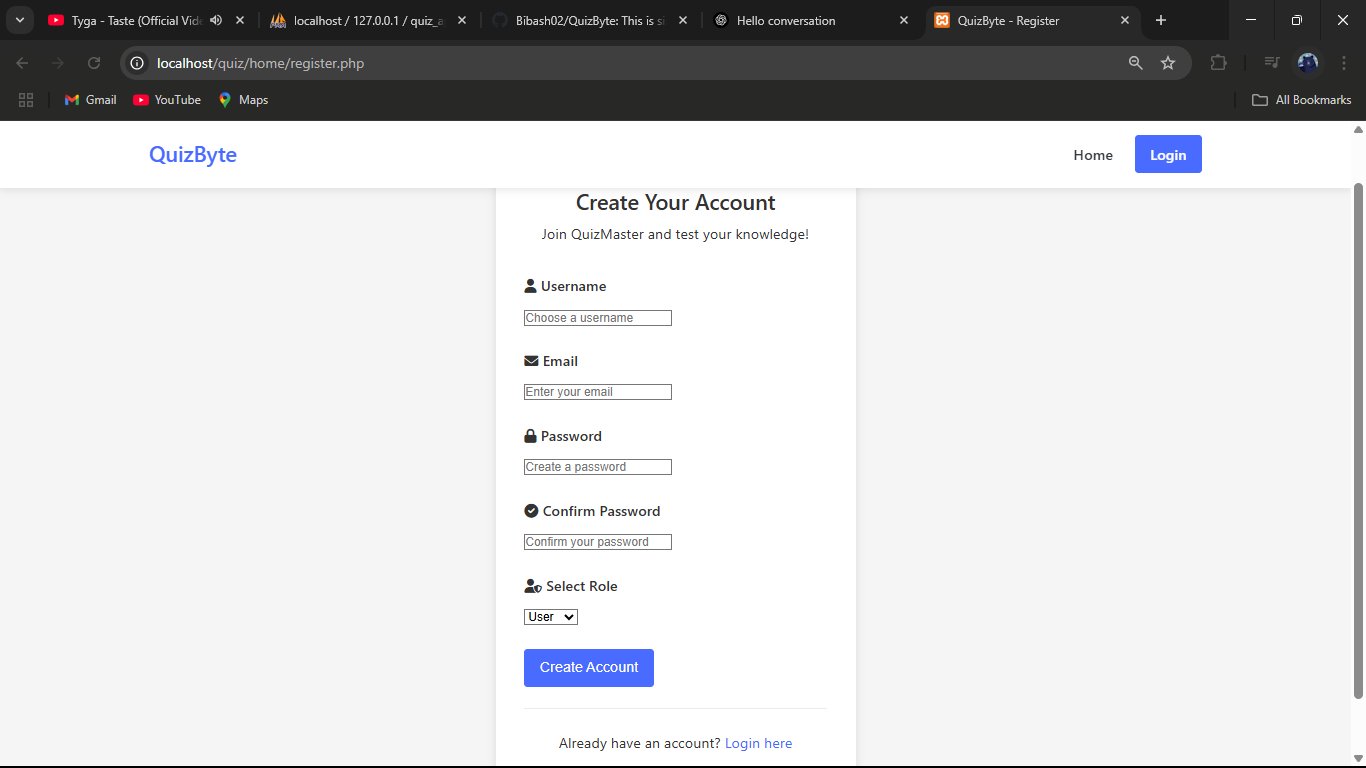 Tyga - Taste (Official Vid
localhost / 127.0.0.1 / quiz_a
Bibash02/QuizByte: This is si
Hello conversation
QuizByte - Register
localhost/quiz/home/register.php
Gmail
YouTube
Maps
All Bookmarks
QuizByte
Home
Login
Create Your Account
Join QuizMaster and test your knowledge!
Username
Choose a username
Email
Enter your email
Password
Create a password
Confirm Password
Confirm your password
Select Role
User
Create Account
Already have an account? Login here